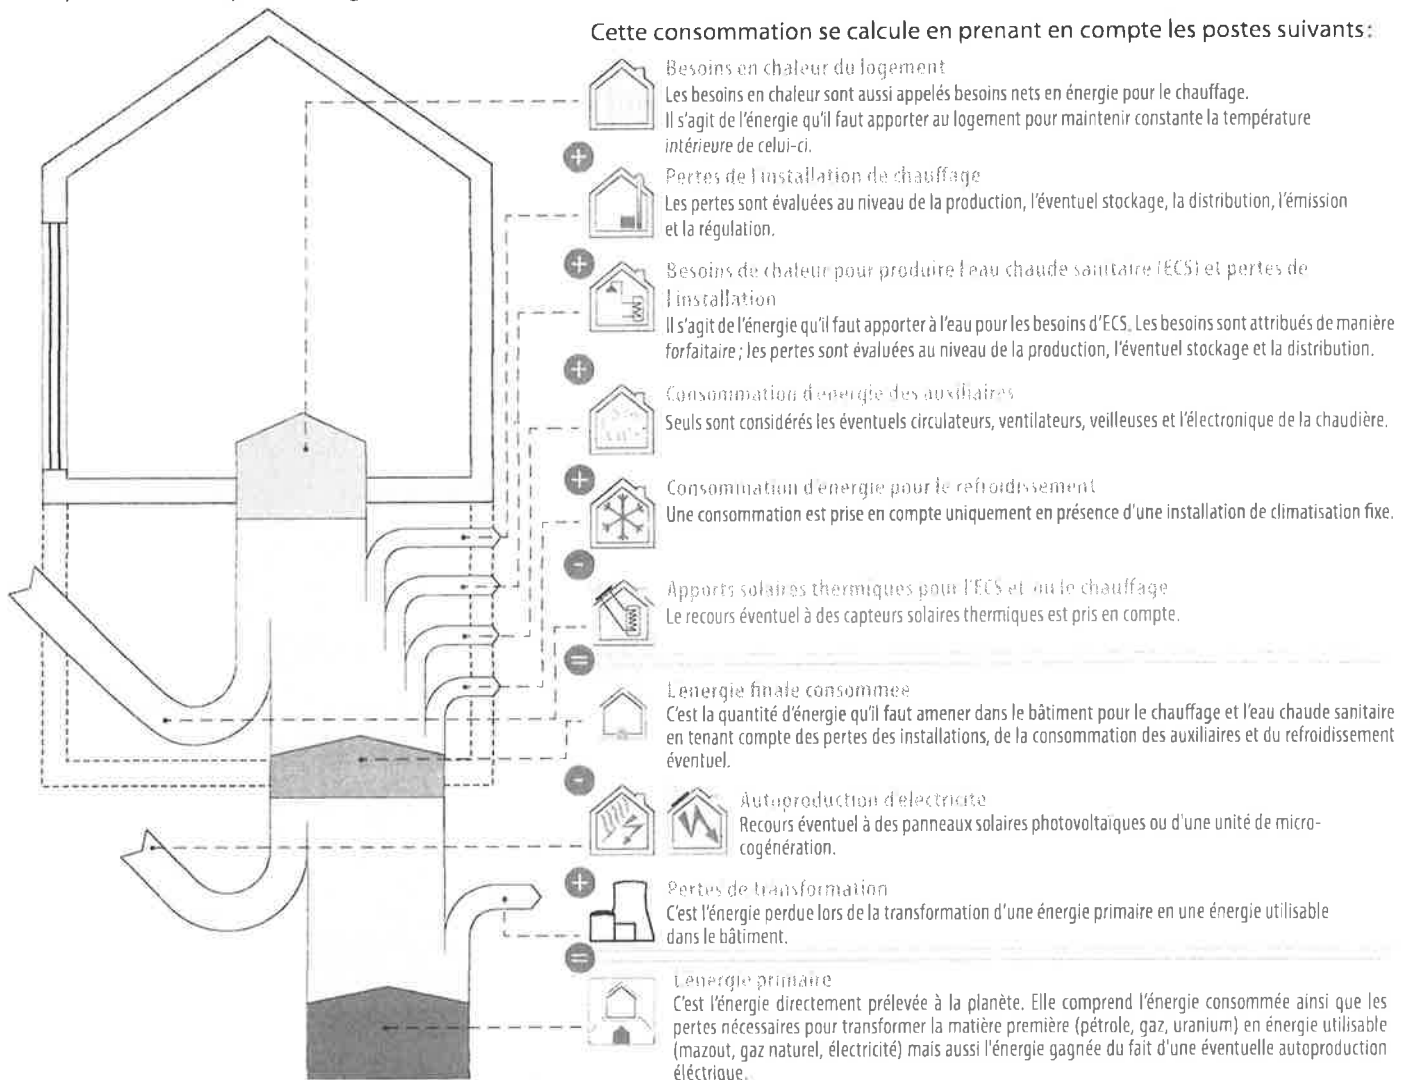 Cette consommation se calcule en prenant en compte les postes suivants:
Besoins en chaleur du logement
Les besoins en chaleur sont aussi appelés besoins nets en énergie pour le chauffage.
Il s'agit de l'énergie qu'il faut apporter au logement pour maintenir constante la température
intérieure de celui-ci.
+
Pertes de l'installation de chauffage
Les pertes sont évaluées au niveau de la production, l'éventuel stockage, la distribution, l'émission
et la régulation.
+
Besoins de chaleur pour produire l'eau chaude sanitaire (ECS) et pertes de
l'installation
Il s'agit de l'énergie qu'il faut apporter à l'eau pour les besoins d'ECS. Les besoins sont attribués de manière
forfaitaire ; les pertes sont évaluées au niveau de la production, l'éventuel stockage et la distribution.
+
Consommation d'énergie des auxiliaires
Seuls sont considérés les éventuels circulateurs, ventilateurs, veilleuses et l'électronique de la chaudière.
+
Consommation d'énergie pour le refroidissement
Une consommation est prise en compte uniquement en présence d'une installation de climatisation fixe.
-
Apports solaires thermiques pour l'ECS et/ou le chauffage
Le recours éventuel à des capteurs solaires thermiques est pris en compte.
=
L'énergie finale consommée
C'est la quantité d'énergie qu'il faut amener dans le bâtiment pour le chauffage et l'eau chaude sanitaire
en tenant compte des pertes des installations, de la consommation des auxiliaires et du refroidissement
éventuel.
-
Autoproduction d'électricité
Recours éventuel à des panneaux solaires photovoltaïques ou d'une unité de micro-
cogénération.
+
Pertes de transformation
C'est l'énergie perdue lors de la transformation d'une énergie primaire en une énergie utilisable
dans le bâtiment.
=
L'énergie primaire
C'est l'énergie directement prélevée à la planète. Elle comprend l'énergie consommée ainsi que les
pertes nécessaires pour transformer la matière première (pétrole, gaz, uranium) en énergie utilisable
(mazout, gaz naturel, électricité) mais aussi l'énergie gagnée du fait d'une éventuelle autoproduction
éléctrique.